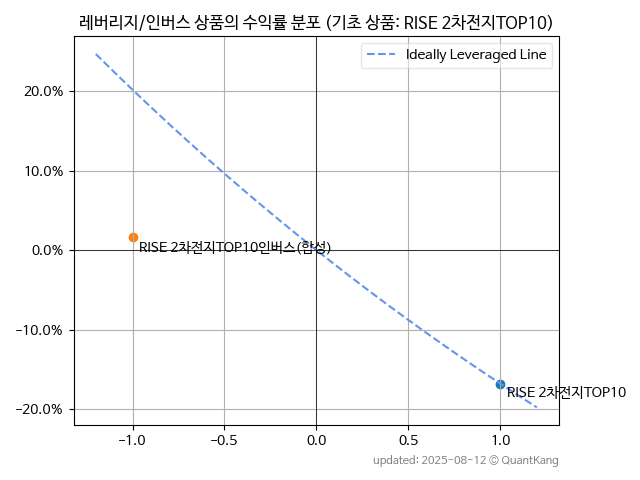 레버리지/인버스 상품의 수익률 분포 (기초 상품: RISE 2차전지TOP10)
Ideally Leveraged Line
20.0%
10.0%
0.0%
−10.0%
−20.0%
RISE 2차전지TOP10인버스(합성)
RISE 2차전지TOP10
−1.0 −0.5 0.0 0.5 1.0
updated: 2025-08-12 © QuantKang